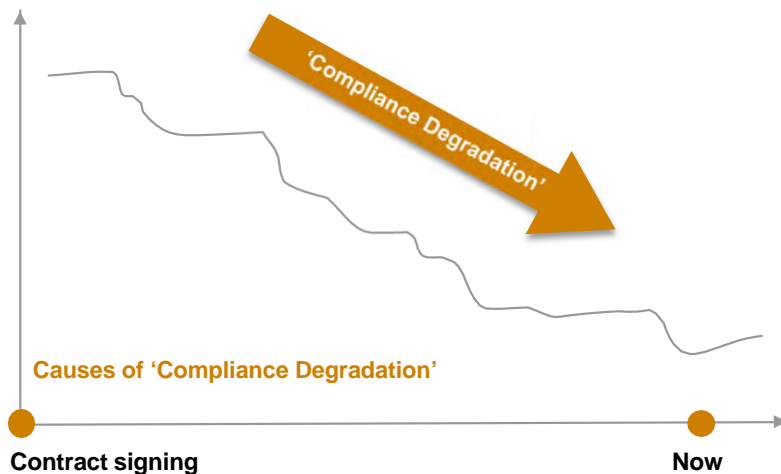 ‘Compliance Degradation’
Causes of ‘Compliance Degradation’
Contract signing
Now